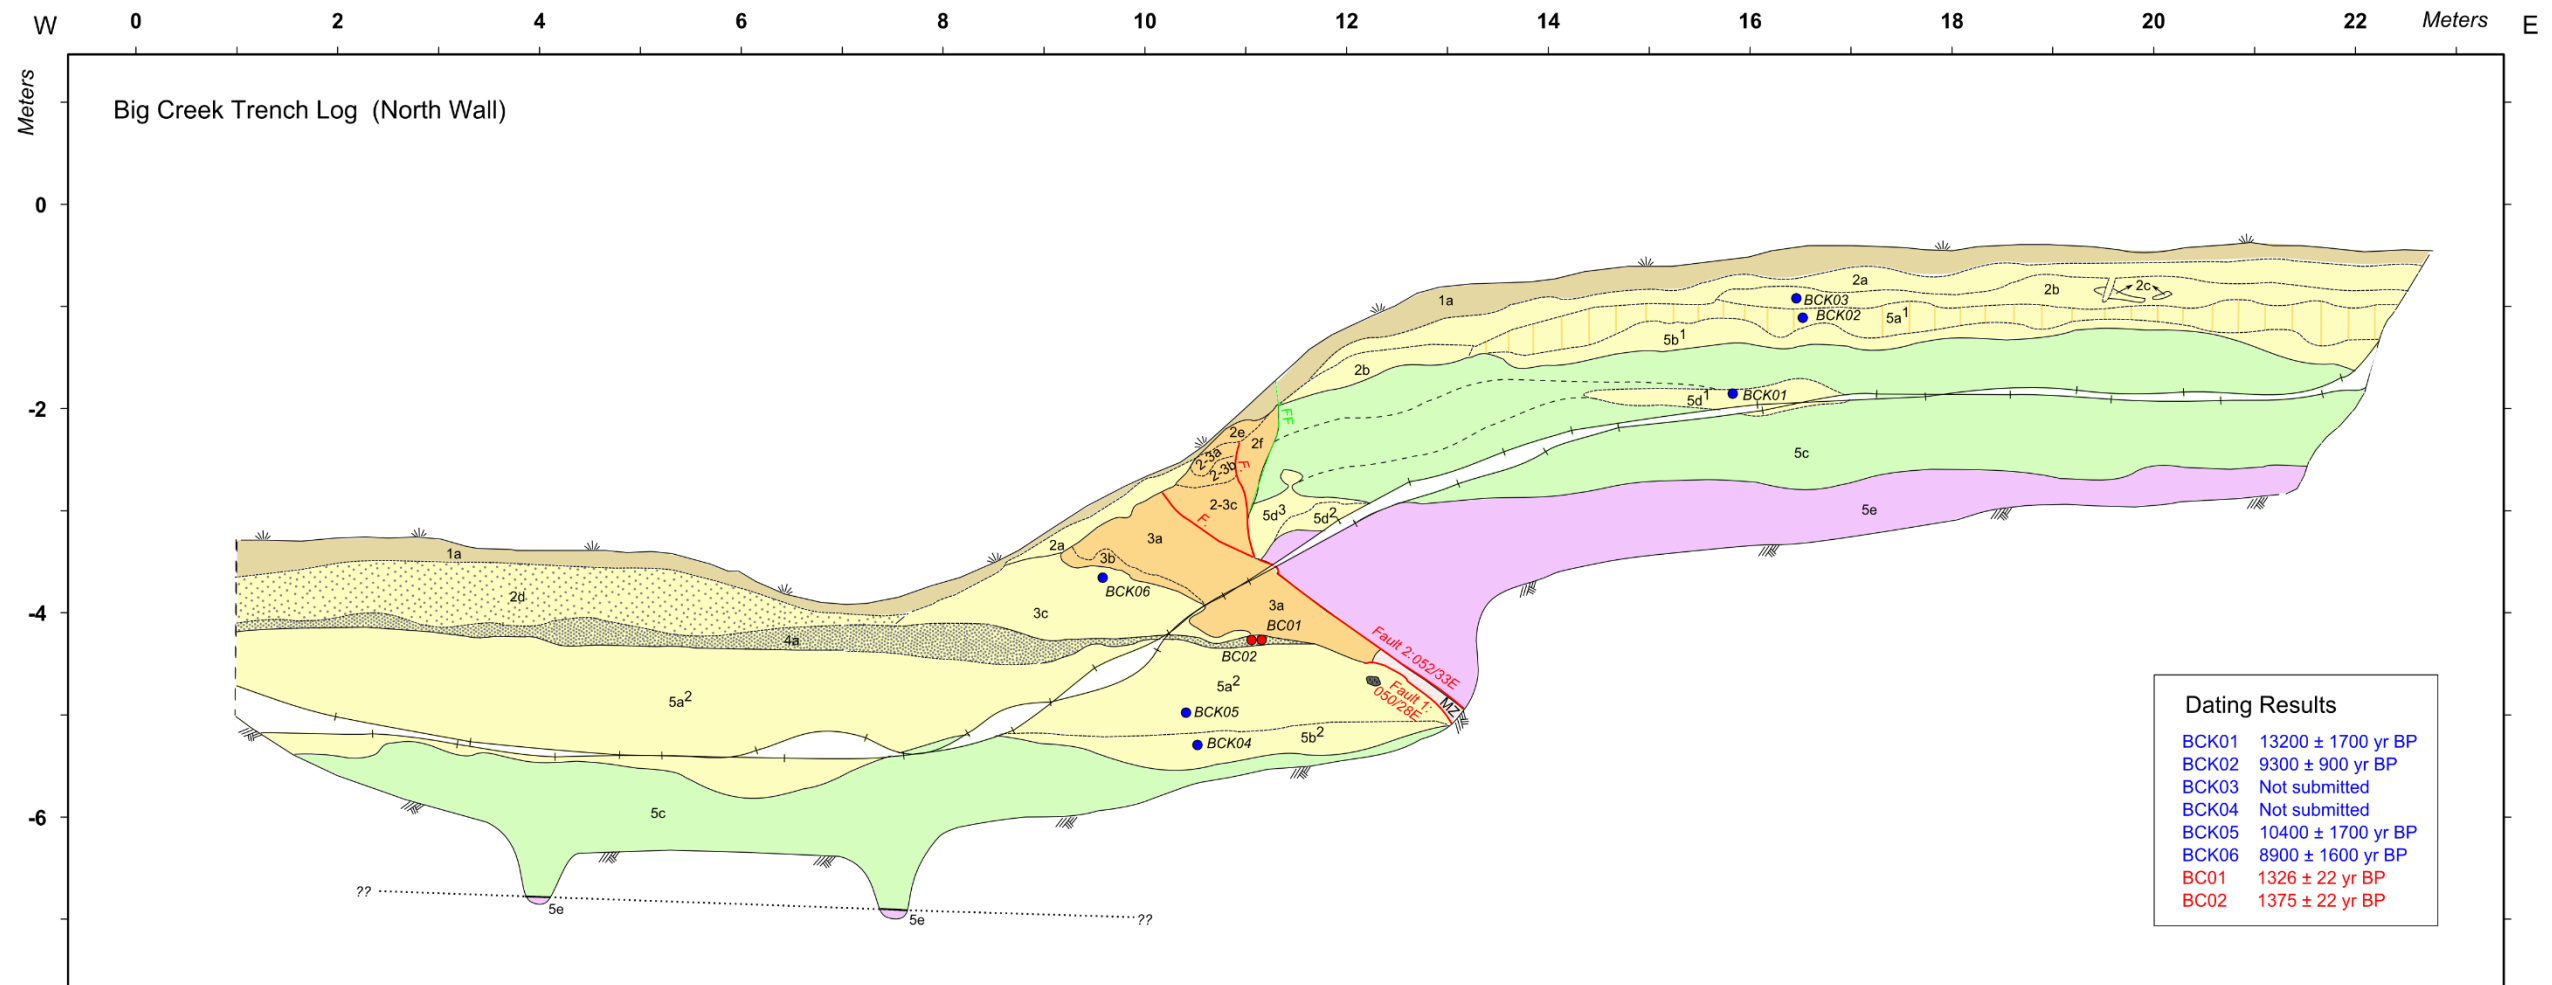 W 0 2 4 6 8 10 12 14 16 18 20 22 Meters E
Meters
Big Creek Trench Log (North Wall)
0
-2
-4
-6
1a
2a
2b
2c
BCK03
BCK02
5a1
5b1
2b
5d1
BCK01
FF
2e
2f
2-3a
2-3b
F.
2-3c
F.
5c
5d3
5d2
5e
3a
2a
3b
BCK06
1a
2d
3c
3a
4a
BC01
BC02
Fault 2:052/33E
Fault 1:
050/28E
MZ
5a2
5a2
BCK05
BCK04
5b2
5c
??
5e
5e
??
Dating Results
BCK01 13200 ± 1700 yr BP
BCK02 9300 ± 900 yr BP
BCK03 Not submitted
BCK04 Not submitted
BCK05 10400 ± 1700 yr BP
BCK06 8900 ± 1600 yr BP
BC01 1326 ± 22 yr BP
BC02 1375 ± 22 yr BP